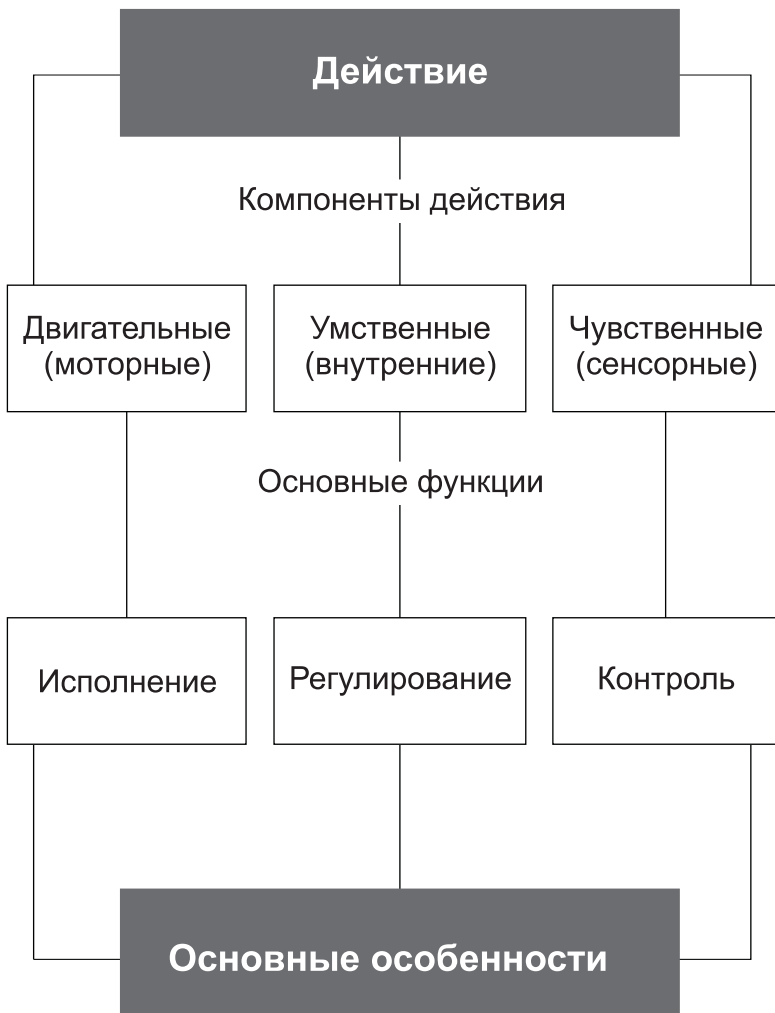 Действие
Компоненты действия
Двигательные
(моторные)
Умственные
(внутренние)
Чувственные
(сенсорные)
Основные функции
Исполнение
Регулирование
Контроль
Основные особенности